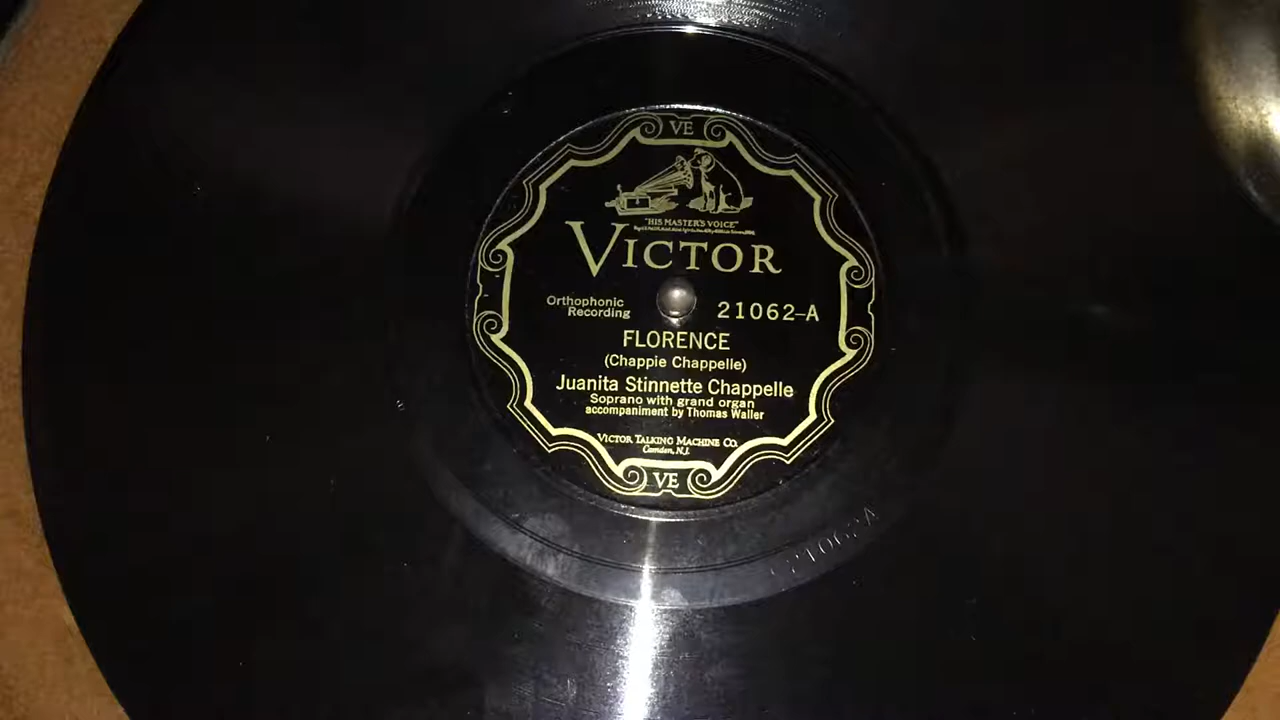 VE
"HIS MASTER'S VOICE"
VICTOR
Orthophonic
Recording
21062-A
FLORENCE
(Chappie Chappelle)
Juanita Stinnette Chappelle
Soprano with grand organ
accompaniment by Thomas Waller
VICTOR TALKING MACHINE CO.
Camden, N.J.
VE